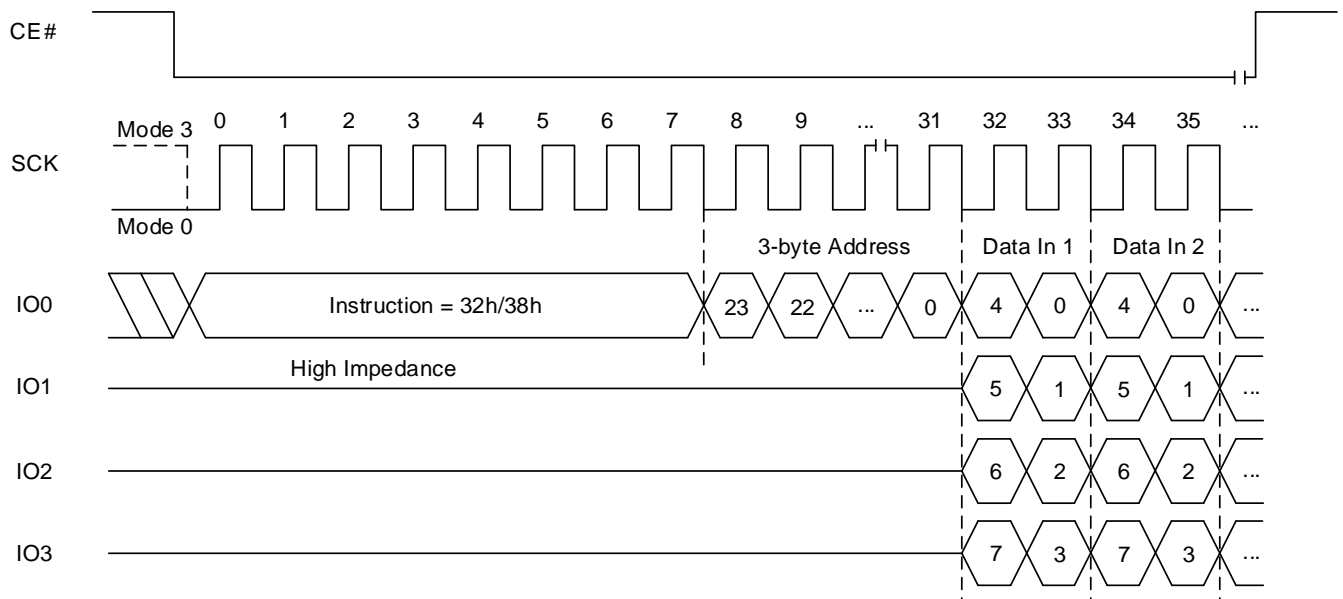 CE#
Mode 3 0 1 2 3 4 5 6 7 8 9 ... 31 32 33 34 35 ...
SCK
Mode 0
3-byte Address Data In 1 Data In 2
IO0 Instruction = 32h/38h 23 22 ... 0 4 0 4 0 ...
High Impedance
IO1 5 1 5 1 ...
IO2 6 2 6 2 ...
IO3 7 3 7 3 ...